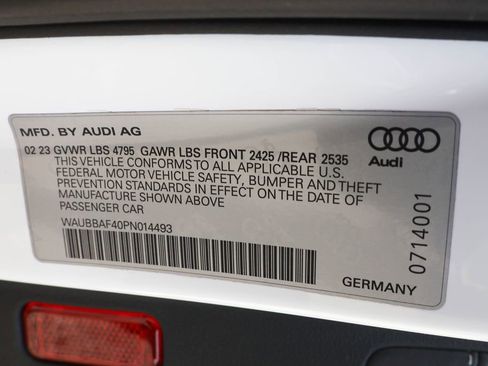 MFD. BY AUDI AG
02 23 GVWR LBS 4795 GAWR LBS FRONT 2425 /REAR 2535
THIS VEHICLE CONFORMS TO ALL APPLICABLE U.S.
FEDERAL MOTOR VEHICLE SAFETY, BUMPER AND THEFT
PREVENTION STANDARDS IN EFFECT ON THE DATE OF
MANUFACTURE SHOWN ABOVE
PASSENGER CAR
WAUBBAF40PN014493
Audi
0714001
GERMANY